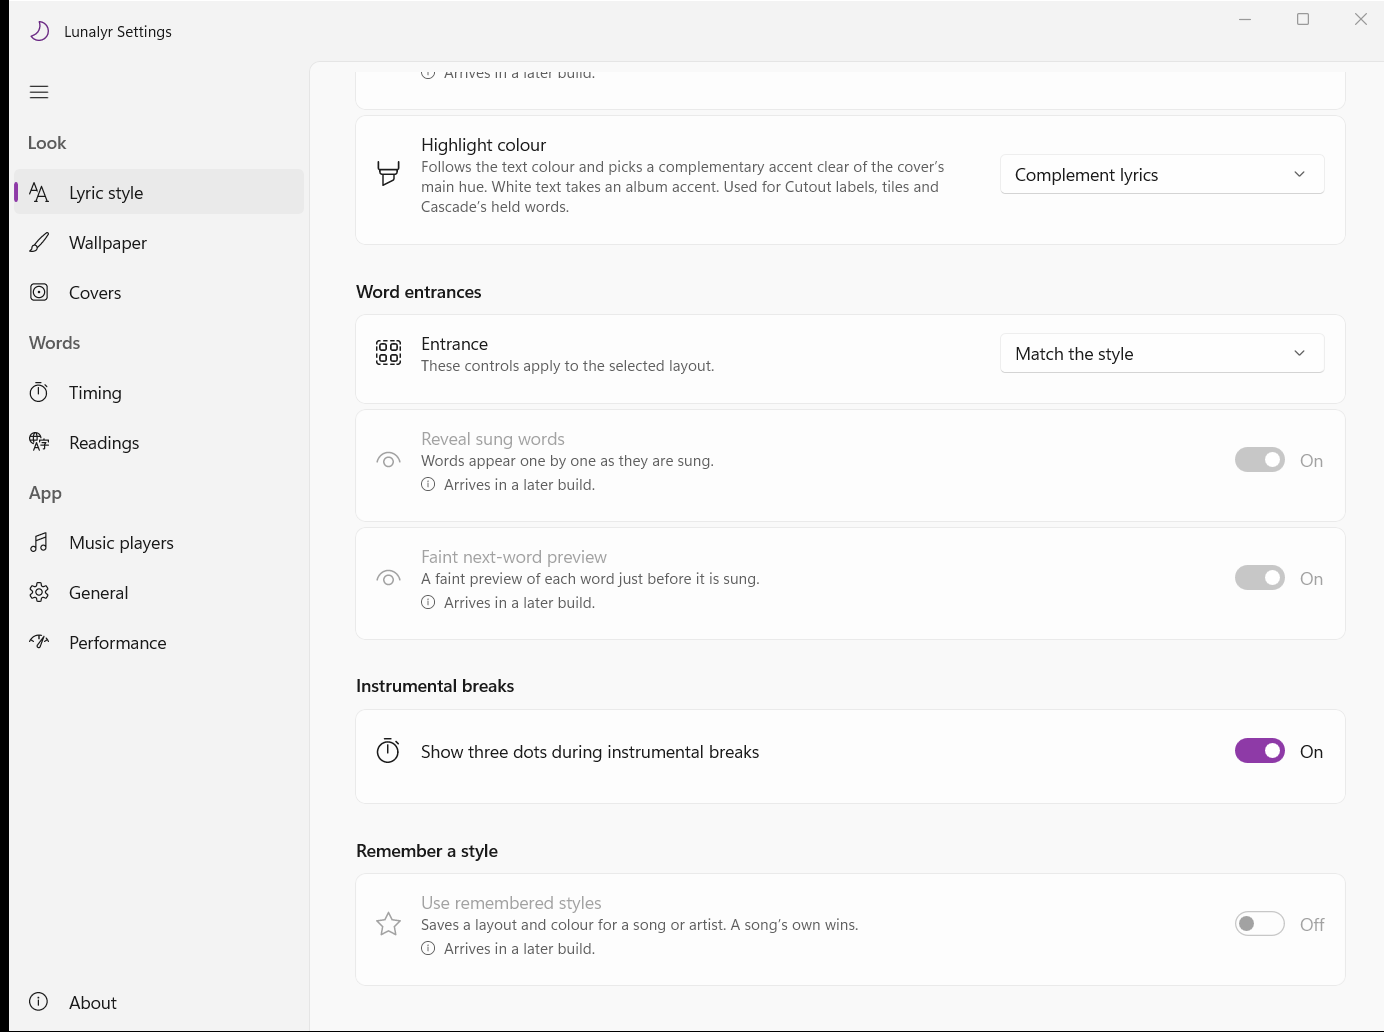 Lunalyr Settings
Look
Lyric style
Wallpaper
Covers
Words
Timing
Readings
App
Music players
General
Performance
About
Arrives in a later build.
Highlight colour
Follows the text colour and picks a complementary accent clear of the cover’s
main hue. White text takes an album accent. Used for Cutout labels, tiles and
Cascade’s held words.
Complement lyrics
Word entrances
Entrance
These controls apply to the selected layout.
Match the style
Reveal sung words
Words appear one by one as they are sung.
Arrives in a later build.
On
Faint next-word preview
A faint preview of each word just before it is sung.
Arrives in a later build.
On
Instrumental breaks
Show three dots during instrumental breaks
On
Remember a style
Use remembered styles
Saves a layout and colour for a song or artist. A song’s own wins.
Arrives in a later build.
Off